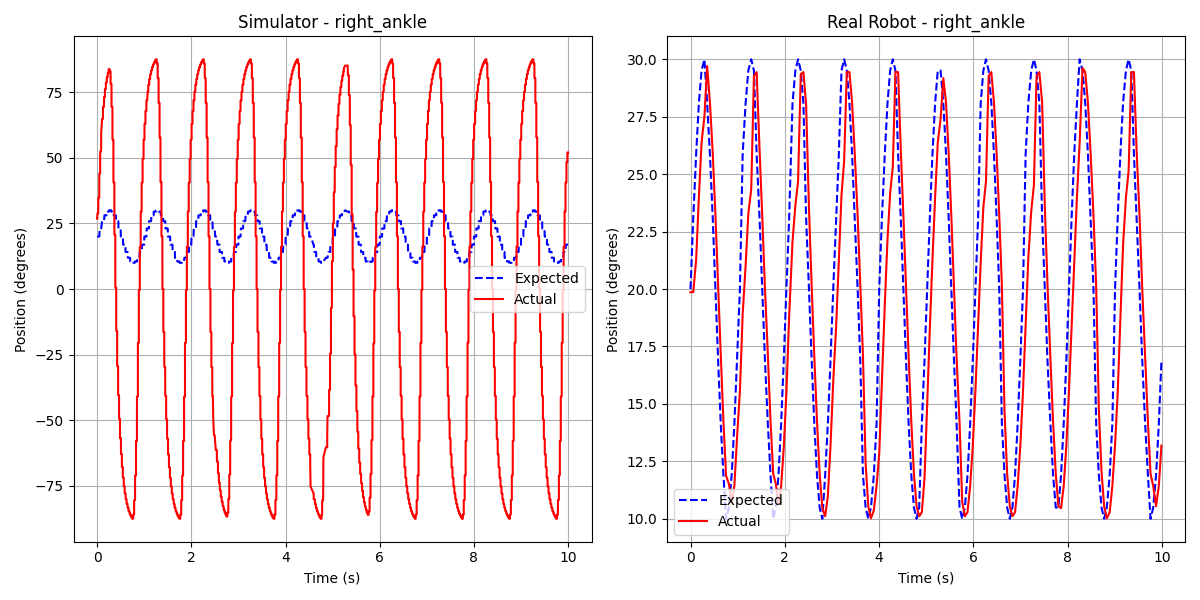 Simulator - right_ankle
Position (degrees)
75
50
25
0
−25
−50
−75
Expected
Actual
0 2 4 6 8 10
Time (s)
Real Robot - right_ankle
Position (degrees)
30.0
27.5
25.0
22.5
20.0
17.5
15.0
12.5
10.0
Expected
Actual
0 2 4 6 8 10
Time (s)